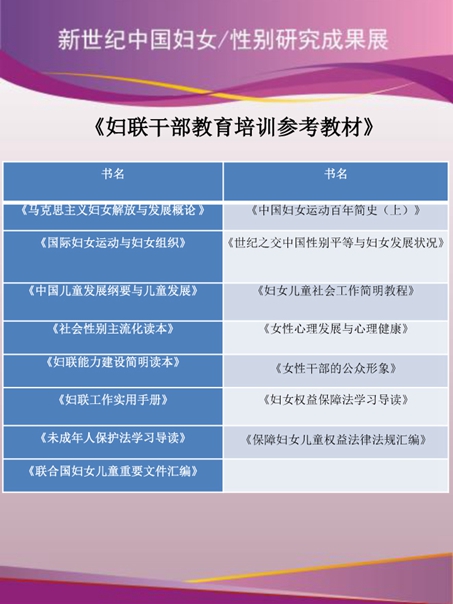 新世纪中国妇女/性别研究成果展
《妇联干部教育培训参考教材》
书名 书名
《马克思主义妇女解放与发展概论 》 《中国妇女运动百年简史（上）》
《国际妇女运动与妇女组织》 《世纪之交中国性别平等与妇女发展状况》
《中国儿童发展纲要与儿童发展》 《妇女儿童社会工作简明教程》
《社会性别主流化读本》 《女性心理发展与心理健康》
《妇联能力建设简明读本》 《女性干部的公众形象》
《妇联工作实用手册》 《妇女权益保障法学习导读》
《未成年人保护法学习导读》 《保障妇女儿童权益法律法规汇编》
《联合国妇女儿童重要文件汇编》